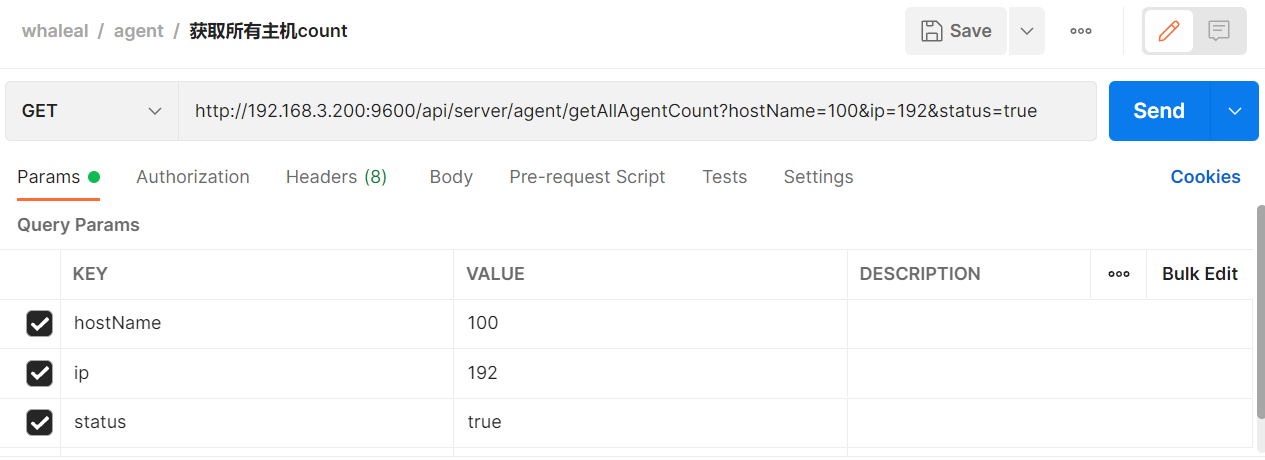 whaleal / agent / 获取所有主机count
Save
GET
http://192.168.3.200:9600/api/server/agent/getAllAgentCount?hostName=100&ip=192&status=true
Send
Params Authorization Headers (8) Body Pre-request Script Tests Settings Cookies
Query Params
KEY VALUE DESCRIPTION Bulk Edit
hostName 100
ip 192
status true